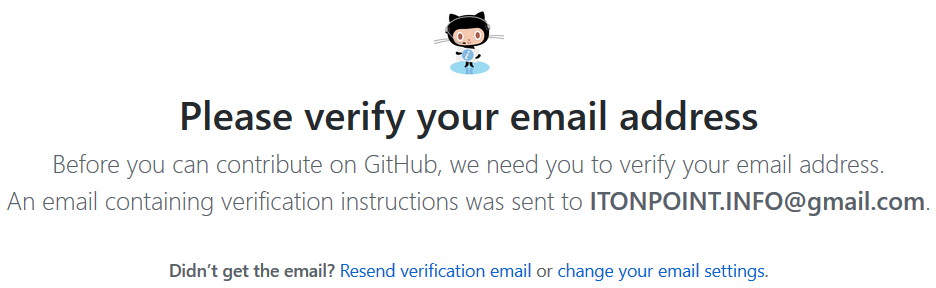 Please verify your email address
Before you can contribute on GitHub, we need you to verify your email address.
An email containing verification instructions was sent to ITONPOINT.INFO@gmail.com.
Didn’t get the email? Resend verification email or change your email settings.